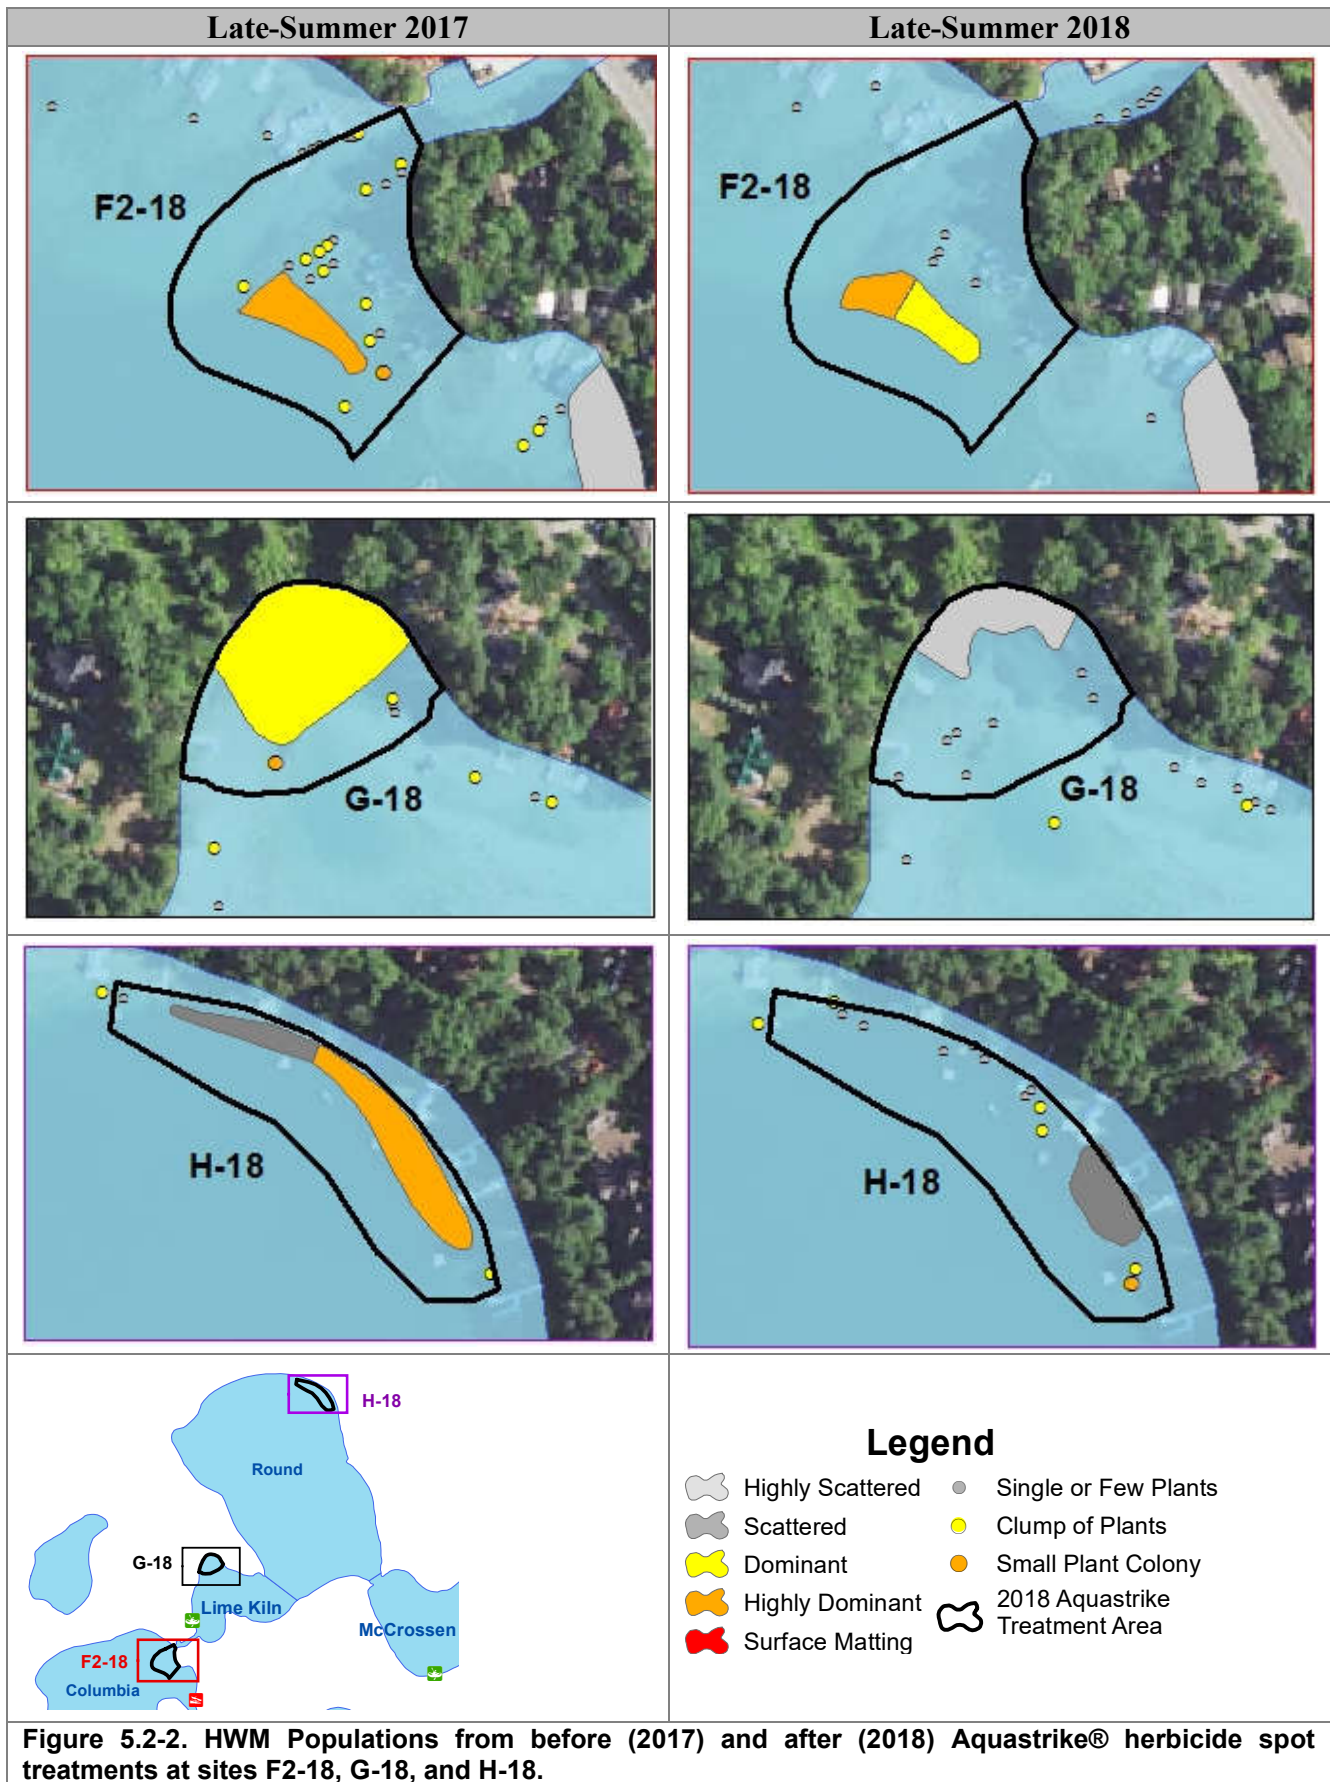 Late-Summer 2017
Late-Summer 2018
F2-18
F2-18
G-18
G-18
H-18
H-18
H-18
Round
G-18
Lime Kiln
McCrossen
F2-18
Columbia
Legend
Highly Scattered
Scattered
Dominant
Highly Dominant
Surface Matting
Single or Few Plants
Clump of Plants
Small Plant Colony
2018 Aquastrike
Treatment Area
Figure 5.2-2. HWM Populations from before (2017) and after (2018) Aquastrike® herbicide spot
treatments at sites F2-18, G-18, and H-18.